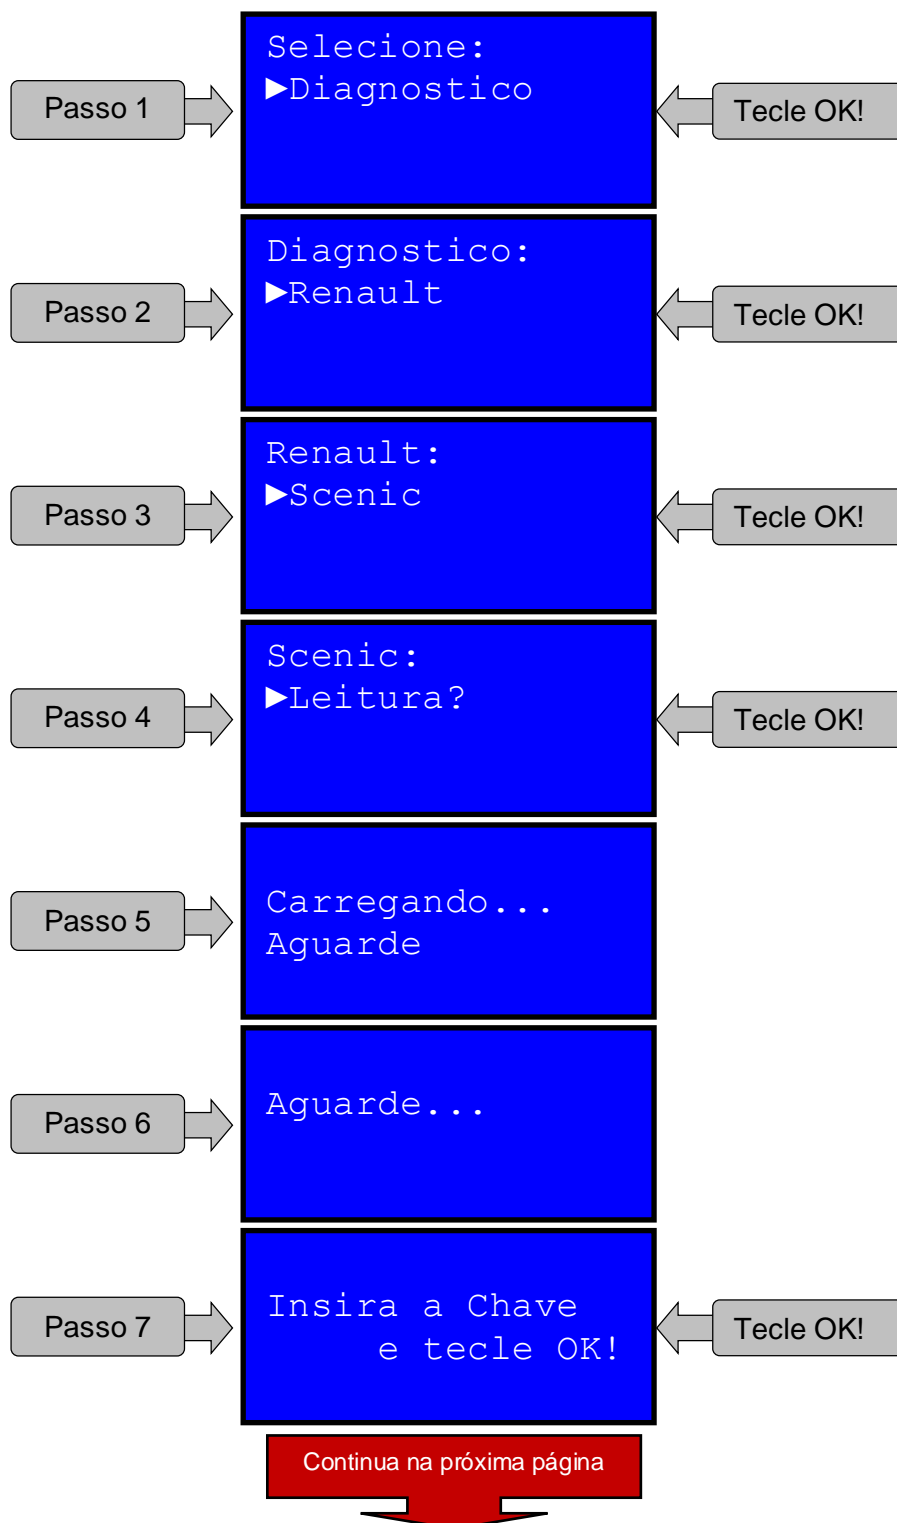 Selecione:
Passo 1
►Diagnostico
Tecle OK!
Diagnostico:
Passo 2
►Renault
Tecle OK!
Renault:
Passo 3
►Scenic
Tecle OK!
Scenic:
Passo 4
►Leitura?
Tecle OK!
Passo 5
Carregando...
Aguarde
Passo 6
Aguarde...
Passo 7
Insira a Chave
e tecle OK!
Tecle OK!
Continua na próxima página